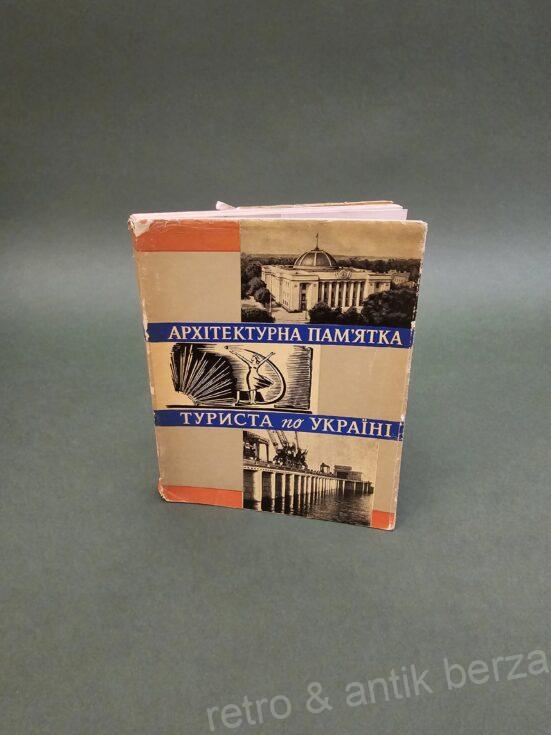 АРХІТЕКТУРНА ПАМ'ЯТКА
ТУРИСТА по УКРАЇНІ
retro & antik berza